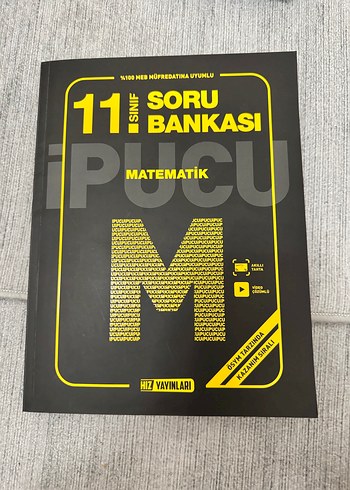 %100 MEB MÜFREDATINA UYUMLU
11. SINIF
SORU
BANKASI
iPUCU
MATEMATİK
M
AKILLI
TAHTA
VİDEO
ÇÖZÜMLÜ
ÖSYM TARZINDA
KAZANIM SIRALI
HIZ YAYINLARI